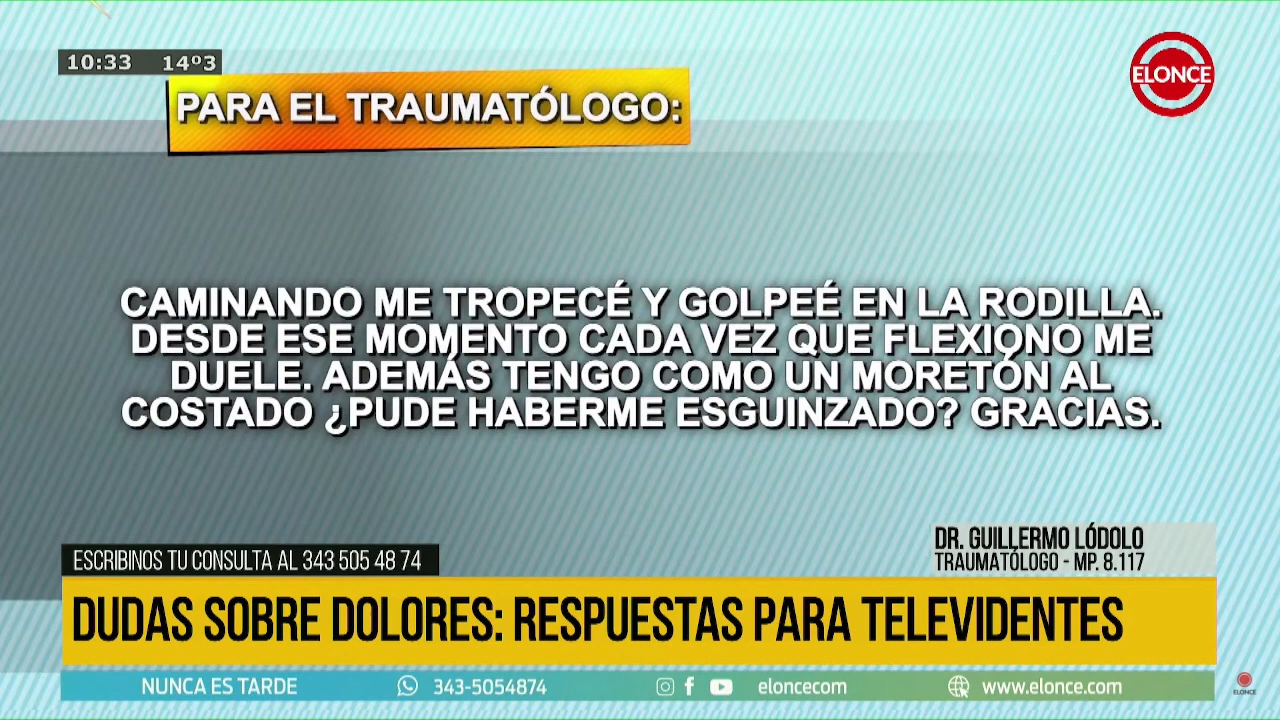 10:33 14º3
ELONCE
PARA EL TRAUMATÓLOGO:
CAMINANDO ME TROPECÉ Y GOLPEÉ EN LA RODILLA.
DESDE ESE MOMENTO CADA VEZ QUE FLEXIONO ME
DUELE. ADEMÁS TENGO COMO UN MORETÓN AL
COSTADO ¿PUDE HABERME ESGUINZADO? GRACIAS.
DR. GUILLERMO LÓDOLO
TRAUMATÓLOGO - MP. 8.117
ESCRIBINOS TU CONSULTA AL 343 505 48 74
DUDAS SOBRE DOLORES: RESPUESTAS PARA TELEVIDENTES
NUNCA ES TARDE 343-5054874 eloncecom www.elonce.com
ELONCE